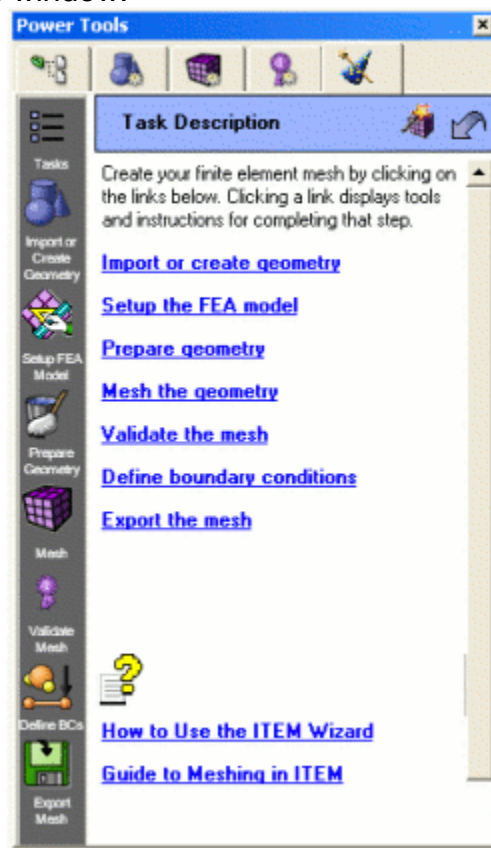 Power Tools
Task Description
Tasks
Import or
Create
Geometry
Setup FEA
Model
Prepare
Geometry
Mesh
Validate
Mesh
Define BCs
Export
Mesh
Create your finite element mesh by clicking on
the links below. Clicking a link displays tools
and instructions for completing that step.
Import or create geometry
Setup the FEA model
Prepare geometry
Mesh the geometry
Validate the mesh
Define boundary conditions
Export the mesh
How to Use the ITEM Wizard
Guide to Meshing in ITEM